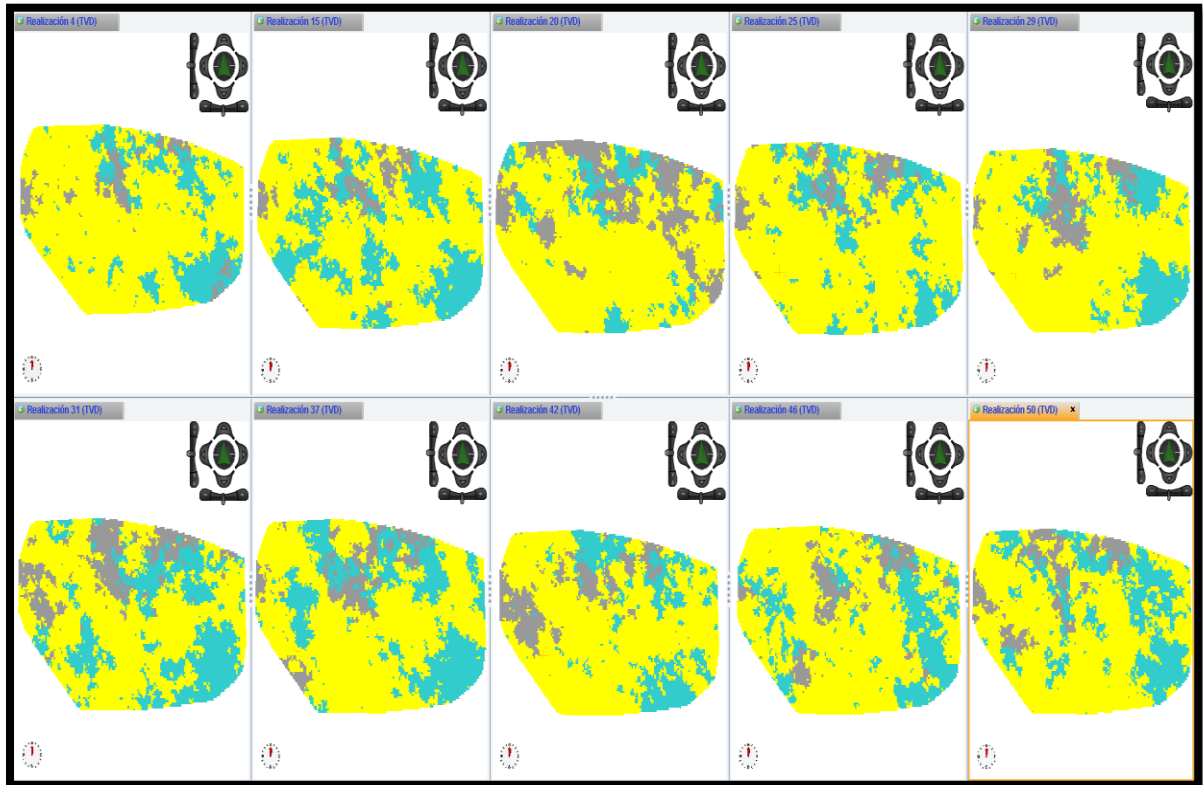 Realización 4 (TVD)
Realización 15 (TVD)
Realización 20 (TVD)
Realización 25 (TVD)
Realización 29 (TVD)
Realización 31 (TVD)
Realización 37 (TVD)
Realización 42 (TVD)
Realización 46 (TVD)
Realización 50 (TVD) x